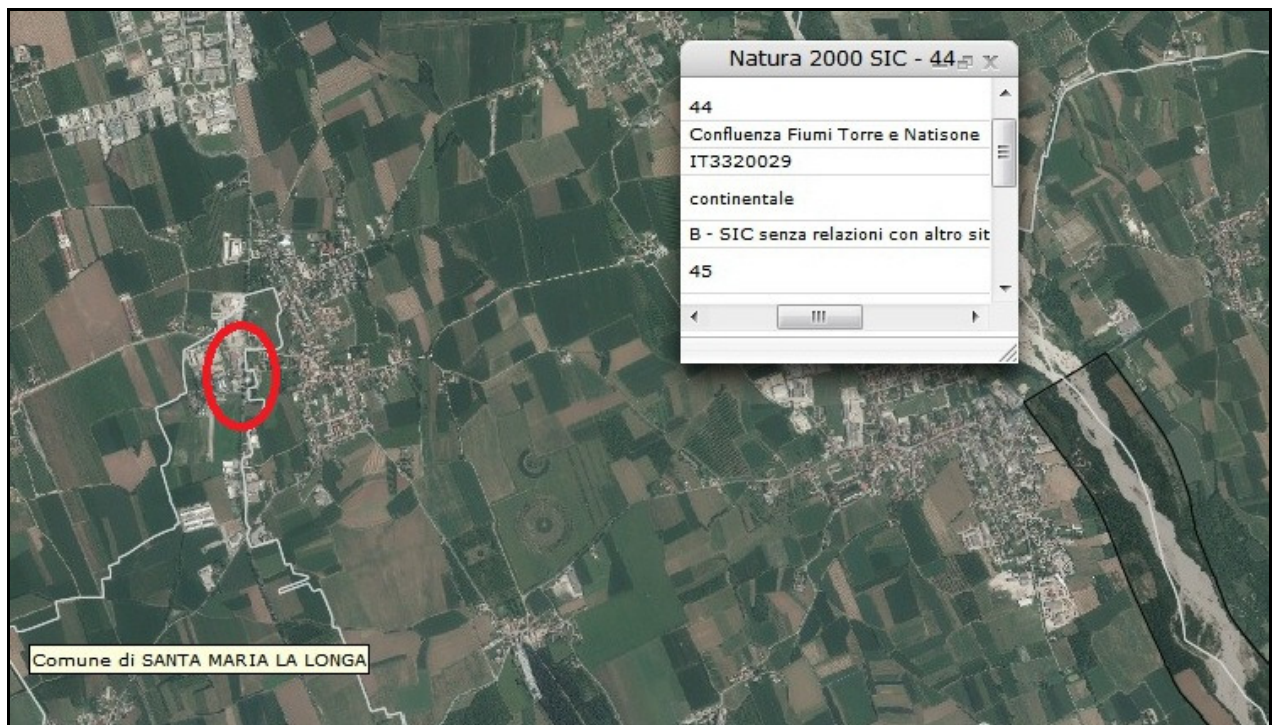 Natura 2000 SIC - 44
44
Confluenza Fiumi Torre e Natisone
IT3320029
continentale
B - SIC senza relazioni con altro sit
45
Comune di SANTA MARIA LA LONGA